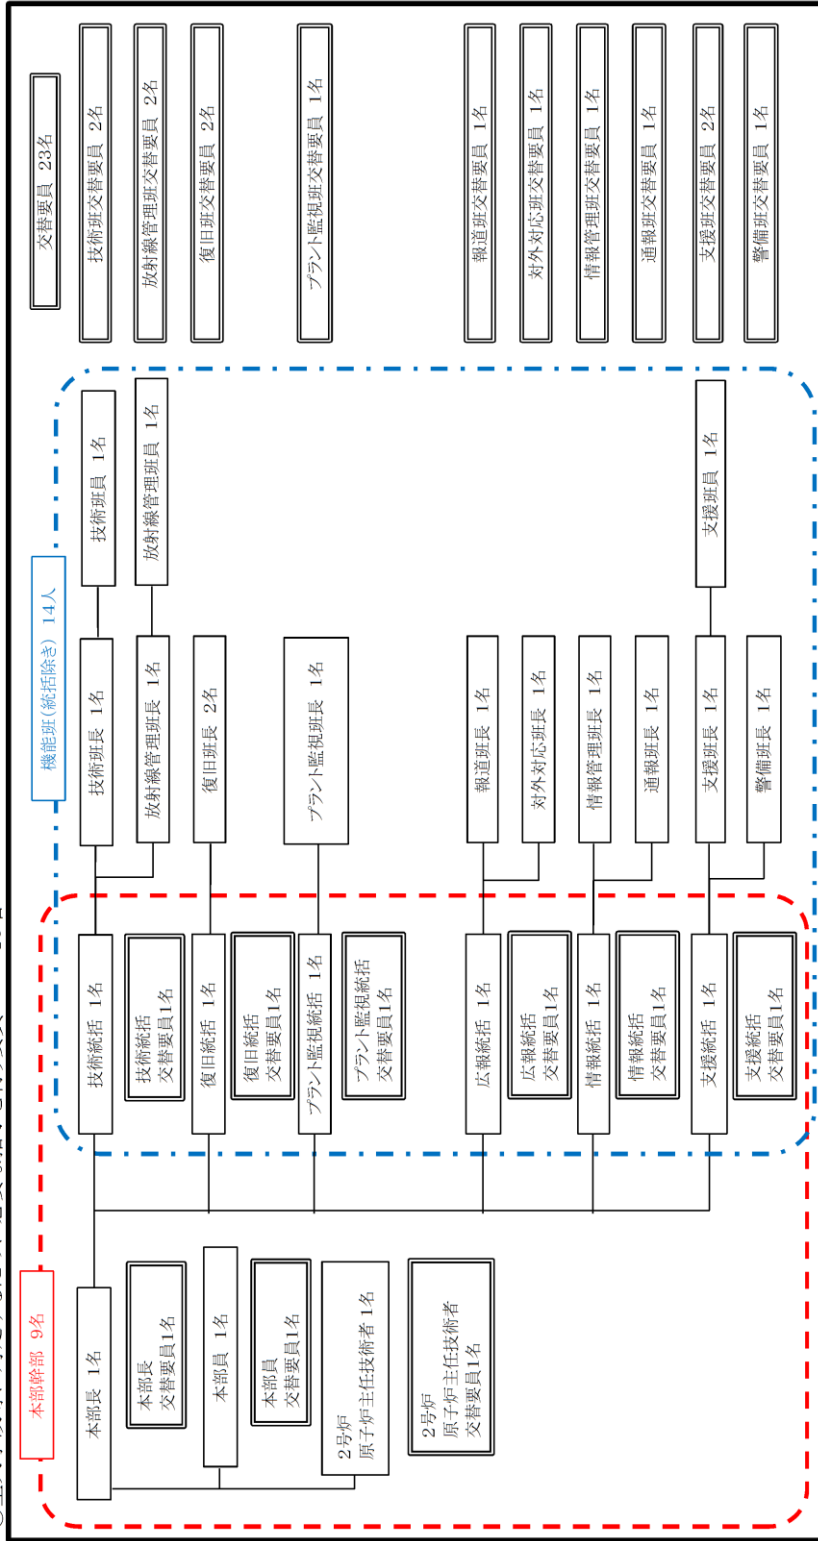 本部幹部 9名
機能班（統括除き） 14人
交替要員 23名
本部長 1名
本部長
交替要員1名
本部員 1名
本部員
交替要員1名
2号炉
原子炉主任技術者 1名
2号炉
原子炉主任技術者
交替要員1名
技術統括 1名
技術統括
交替要員1名
復旧統括 1名
復旧統括
交替要員1名
プラント監視統括 1名
プラント監視統括
交替要員1名
広報統括 1名
広報統括
交替要員1名
情報統括 1名
情報統括
交替要員1名
支援統括 1名
支援統括
交替要員1名
技術班長 1名
放射線管理班長 1名
復旧班長 2名
プラント監視班長 1名
報道班長 1名
対外対応班長 1名
情報管理班長 1名
通報班長 1名
支援班長 1名
警備班長 1名
技術班員 1名
放射線管理班員 1名
支援班員 1名
技術班交替要員 2名
放射線管理班交替要員 2名
復旧班交替要員 2名
プラント監視班交替要員 1名
報道班交替要員 1名
対外対応班交替要員 1名
情報管理班交替要員 1名
通報班交替要員 1名
支援班交替要員 2名
警備班交替要員 1名